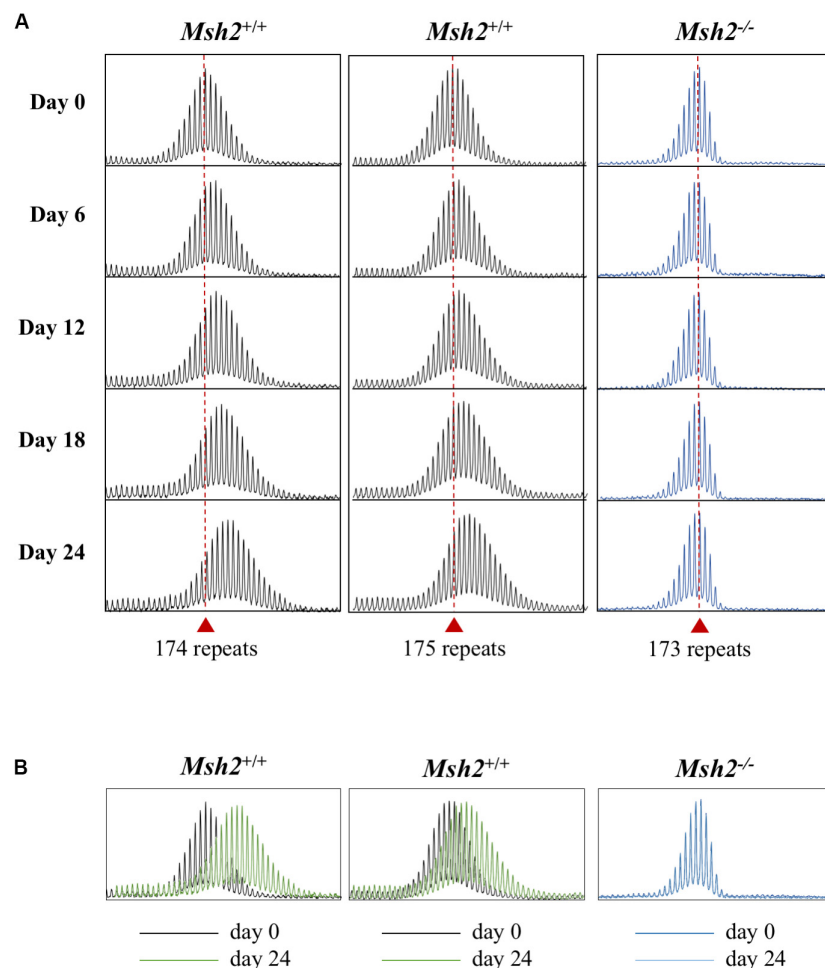 A
Msh2+/+ Msh2+/+ Msh2-/-
Day 0
Day 6
Day 12
Day 18
Day 24
174 repeats 175 repeats 173 repeats
B
Msh2+/+ Msh2+/+ Msh2-/-
day 0 day 0 day 0
day 24 day 24 day 24